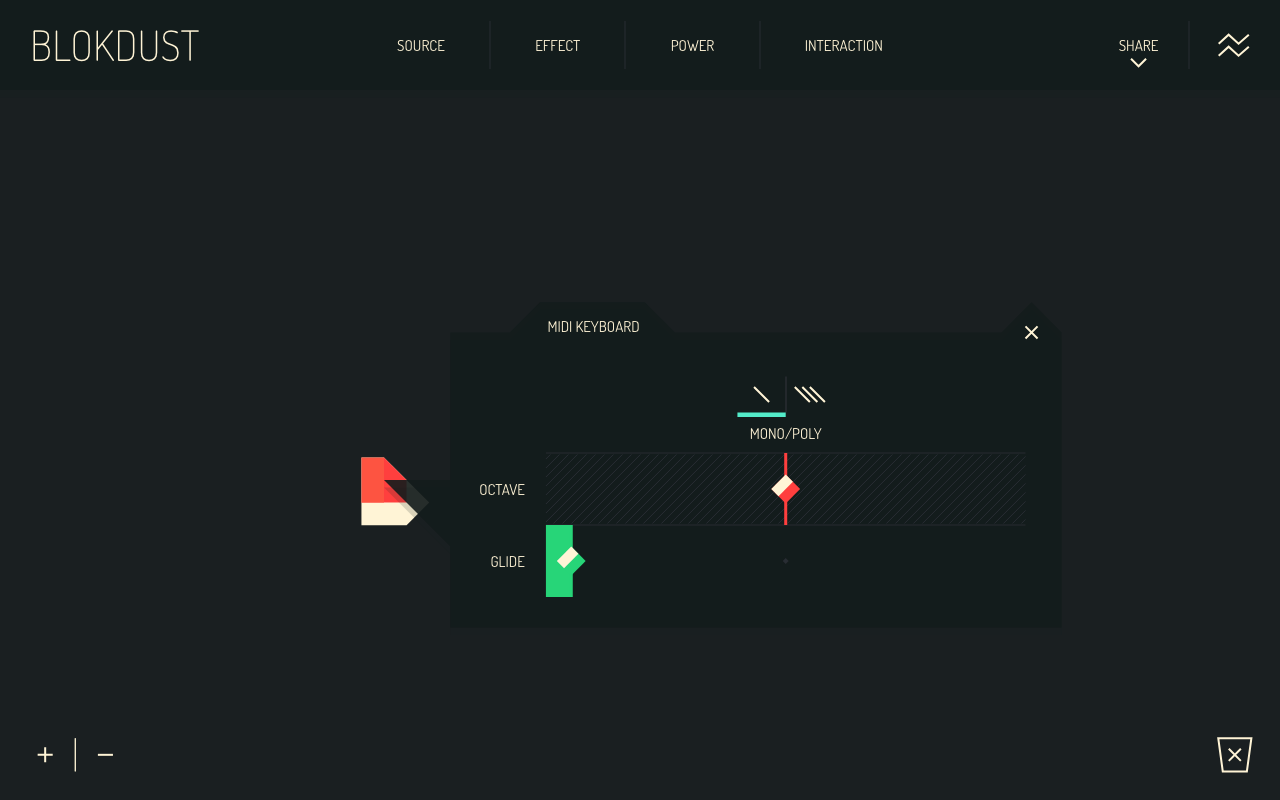 BLOKDUST
SOURCE
EFFECT
POWER
INTERACTION
SHARE
MIDI KEYBOARD
MONO/POLY
OCTAVE
GLIDE